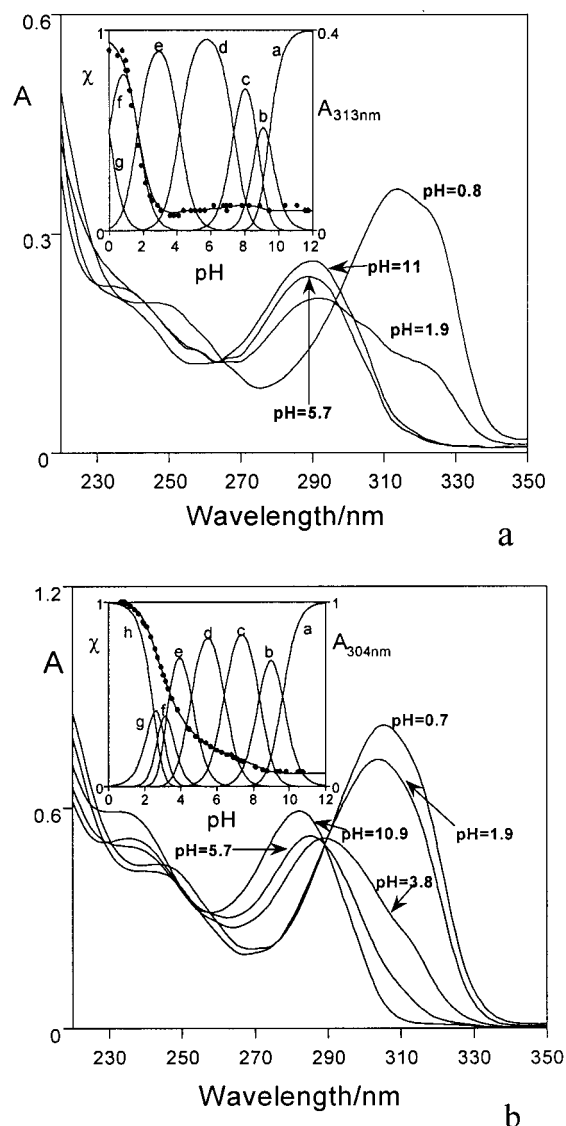 0.6
A
0.3
0
1
χ
0
0.4
A313nm
0
f
g
e
d
c
b
a
0 2 4 6 8 10 12
pH
pH=0.8
pH=11
pH=1.9
pH=5.7
230 250 270 290 310 330 350
Wavelength/nm
a
1.2
A
0.6
0
1
χ
0
1
A304nm
0
h
g
f
e
d
c
b
a
0 2 4 6 8 10 12
pH
pH=0.7
pH=1.9
pH=10.9
pH=5.7
pH=3.8
230 250 270 290 310 330 350
Wavelength/nm
b